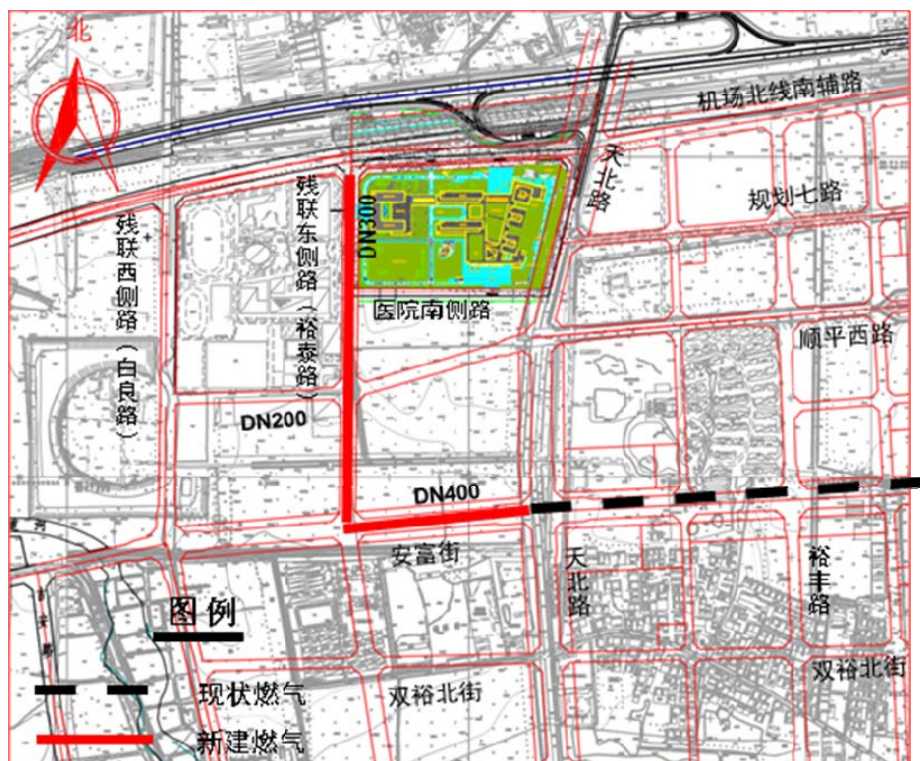 北
机场北线南辅路
天北路
规划七路
残联东侧路（裕泰路）
DN300
残联西侧路（白良路）
医院南侧路
顺平西路
DN200
DN400
安富街
天北路
裕丰路
图例
双裕北街
双裕北街
现状燃气
新建燃气